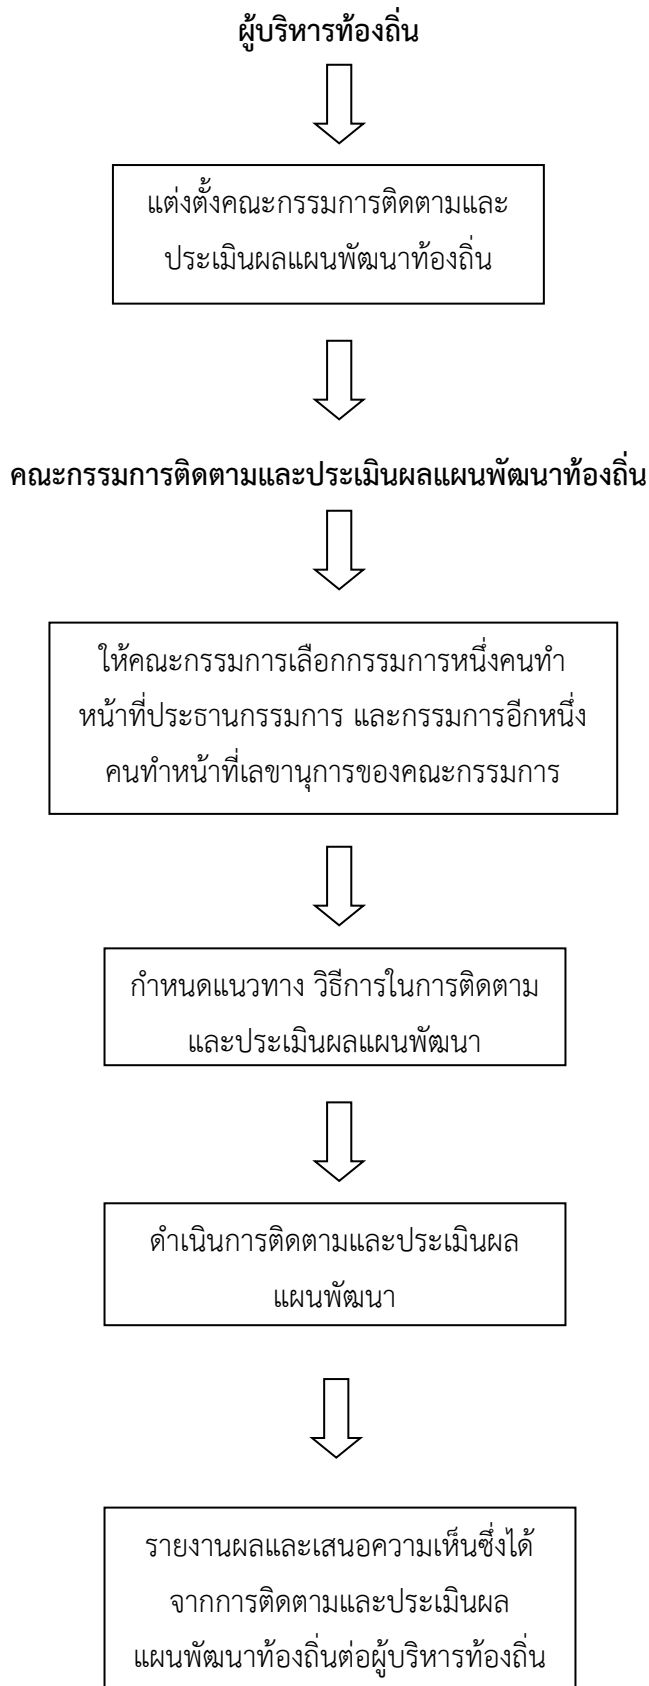 ผู้บริหารท้องถิ่น
แต่งตั้งคณะกรรมการติดตามและ
ประเมินผลแผนพัฒนาท้องถิ่น
คณะกรรมการติดตามและประเมินผลแผนพัฒนาท้องถิ่น
ให้คณะกรรมการเลือกกรรมการหนึ่งคนทำ
หน้าที่ประธานกรรมการ และกรรมการอีกหนึ่ง
คนทำหน้าที่เลขานุการของคณะกรรมการ
กำหนดแนวทาง วิธีการในการติดตาม
และประเมินผลแผนพัฒนา
ดำเนินการติดตามและประเมินผล
แผนพัฒนา
รายงานผลและเสนอความเห็นซึ่งได้
จากการติดตามและประเมินผล
แผนพัฒนาท้องถิ่นต่อผู้บริหารท้องถิ่น